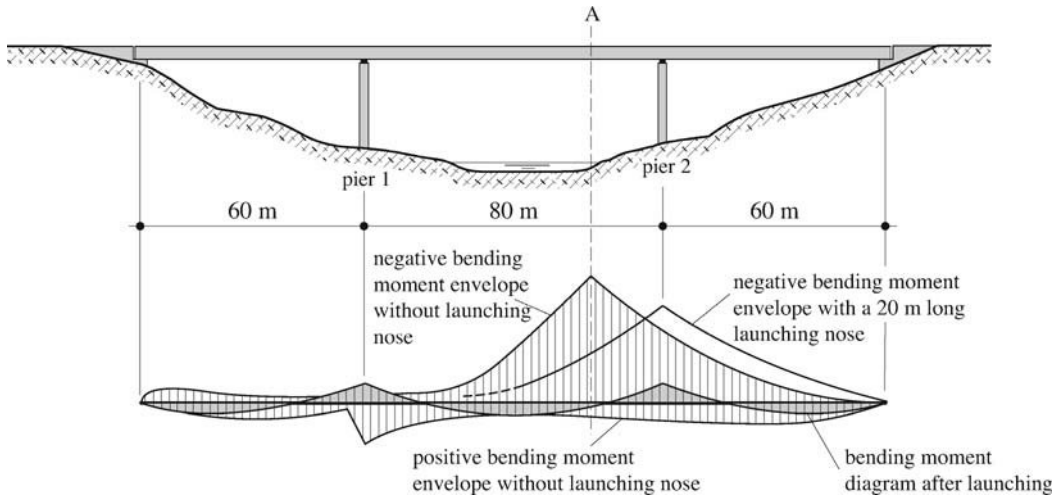 A
pier 1
pier 2
60 m
80 m
60 m
negative bending
moment envelope
without launching
nose
negative bending moment
envelope with a 20 m long
launching nose
positive bending moment
envelope without launching nose
bending moment
diagram after launching